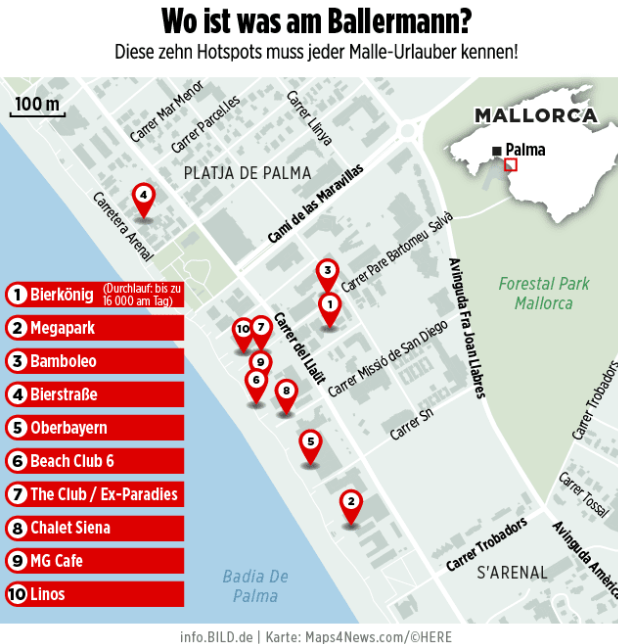 Wo ist was am Ballermann?
Diese zehn Hotspots muss jeder Malle-Urlauber kennen!
100 m
Carrer Mar Menor
Carrer Parcel.les
Carrer Llinya
MALLORCA
Palma
PLATJA DE PALMA
Camí de las Maravillas
Carretera Arenal
4
Carrer Pare Bartomeu Salvà
Avinguda Fra Joan Llabres
Forestal Park
Mallorca
3
1
1 Bierkönig (Durchlauf: bis zu
16 000 am Tag)
2 Megapark
3 Bamboleo
4 Bierstraße
5 Oberbayern
6 Beach Club 6
7 The Club / Ex-Paradies
8 Chalet Siena
9 MG Cafe
10 Linos
Carrer del Llaüt
10
7
9
6
8
5
2
Carrer Missió de San Diego
Carrer Sn
Carrer Trobadors
Carrer Tossal
Carrer Trobadors
Avinguda Amèrica
S'ARENAL
Badia De
Palma
info.BILD.de | Karte: Maps4News.com/©HERE